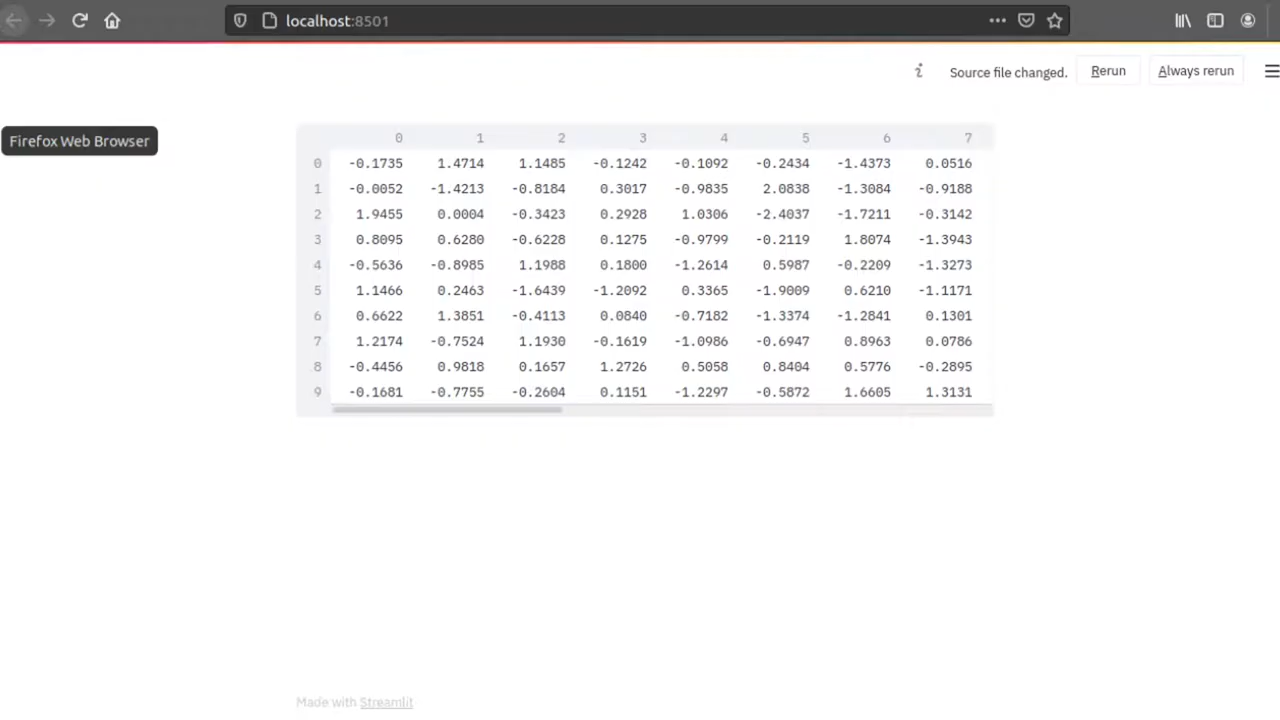 localhost:8501
Source file changed. Rerun Always rerun
Firefox Web Browser
0 1 2 3 4 5 6 7
0 -0.1735 1.4714 1.1485 -0.1242 -0.1092 -0.2434 -1.4373 0.0516
1 -0.0052 -1.4213 -0.8184 0.3017 -0.9835 2.0838 -1.3084 -0.9188
2 1.9455 0.0004 -0.3423 0.2928 1.0306 -2.4037 -1.7211 -0.3142
3 0.8095 0.6280 -0.6228 0.1275 -0.9799 -0.2119 1.8074 -1.3943
4 -0.5636 -0.8985 1.1988 0.1800 -1.2614 0.5987 -0.2209 -1.3273
5 1.1466 0.2463 -1.6439 -1.2092 0.3365 -1.9009 0.6210 -1.1171
6 0.6622 1.3851 -0.4113 0.0840 -0.7182 -1.3374 -1.2841 0.1301
7 1.2174 -0.7524 1.1930 -0.1619 -1.0986 -0.6947 0.8963 0.0786
8 -0.4456 0.9818 0.1657 1.2726 0.5058 0.8404 0.5776 -0.2895
9 -0.1681 -0.7755 -0.2604 0.1151 -1.2297 -0.5872 1.6605 1.3131
Made with Streamlit